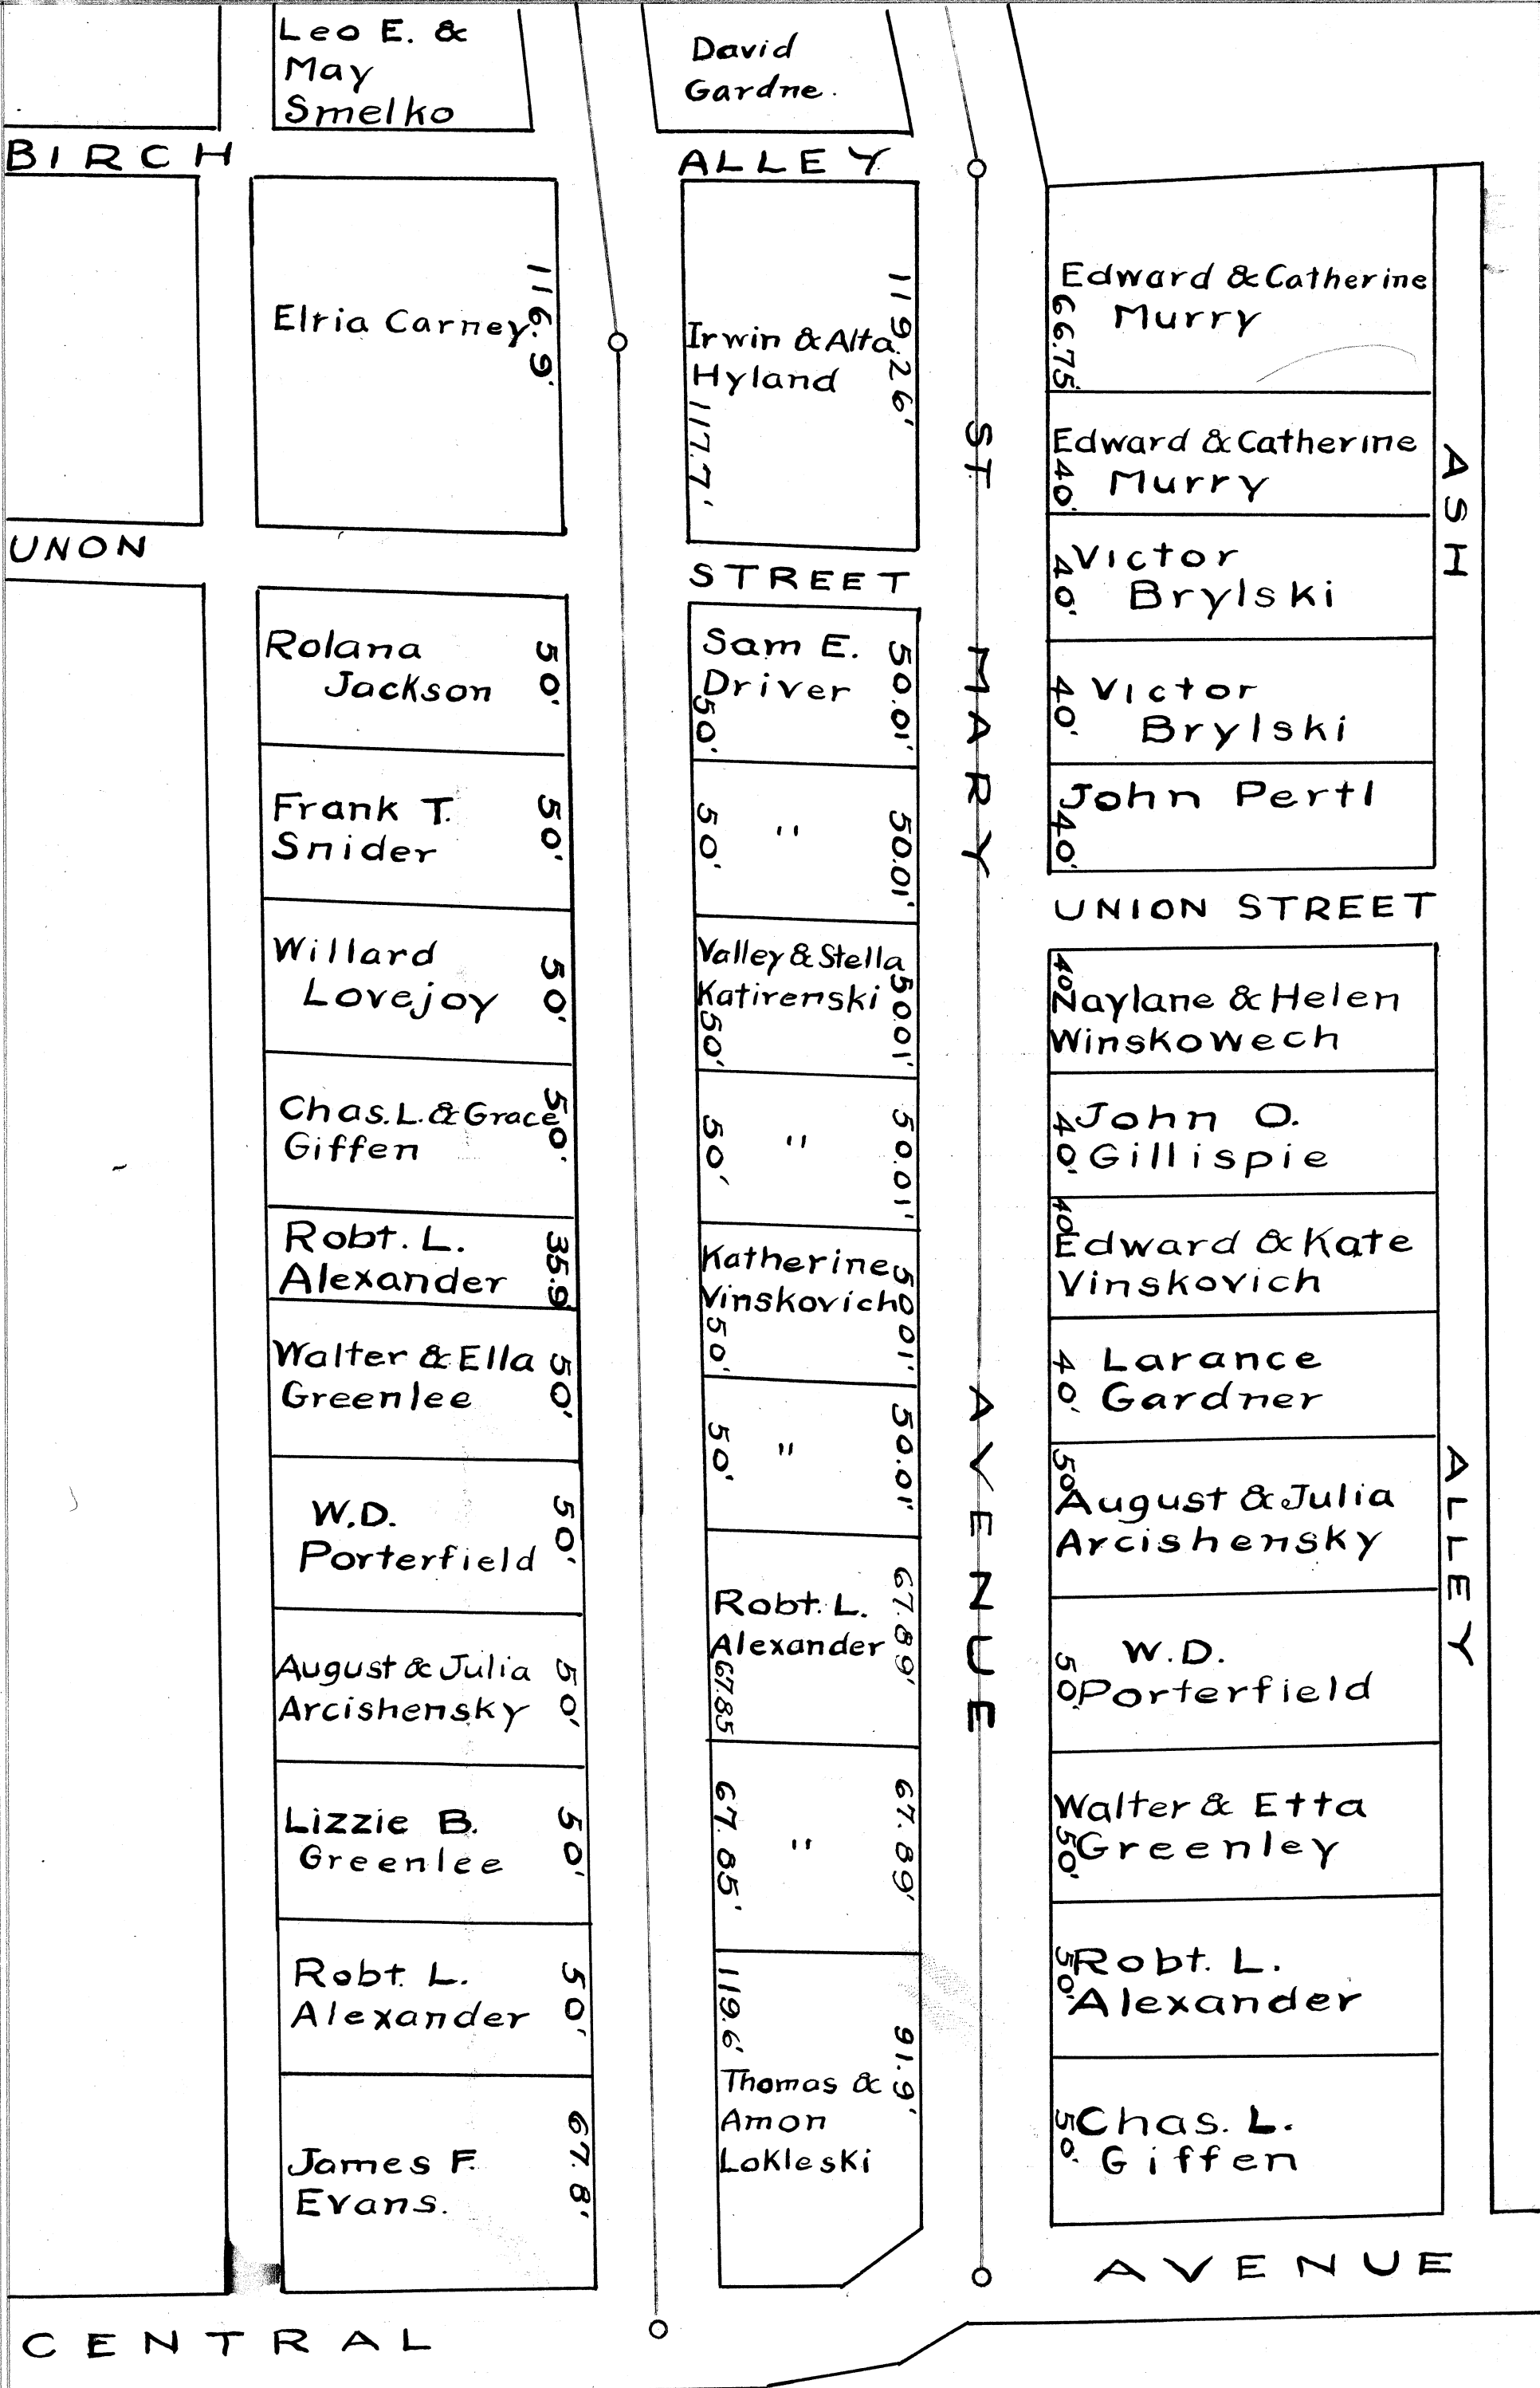 Leo E. &
May
Smelko
David
Gardne.
BIRCH
ALLEY
Elria Carney
116.9'
Irwin & Alta
Hyland
119.26'
117.7'
UNON
STREET
Rolana
Jackson
50'
Frank T.
Snider
50'
Willard
Lovejoy
50'
Chas. L. & Grace
Giffen
50'
Robt. L.
Alexander
35.9
Walter & Ella
Greenlee
50'
W.D.
Porterfield
50'
August & Julia
Arcishensky
50'
Lizzie B.
Greenlee
50'
Robt. L.
Alexander
50'
James F.
Evans.
67.8'
Sam E.
Driver
50.01'
50'
"
50'
50.01'
Valley & Stella
Katirenski
50.01'
50'
"
50'
50.01'
Katherine
Vinskovich
50.01'
50'
"
50'
50.01'
Robt. L.
Alexander
67.89'
67.85
"
67.85'
67.89'
119.6'
91.9'
Thomas &
Amon
Lokleski
ST. MARY AVENUE
Edward & Catherine
Murry
66.75'
Edward & Catherine
Murry
40'
Victor
Brylski
40'
Victor
Brylski
40'
John Pertl
40'
UNION STREET
40'
Naylane & Helen
Winskowech
John O.
Gillispie
40'
40'
Edward & Kate
Vinskovich
Larance
Gardner
40'
50'
August & Julia
Arcishensky
W.D.
Porterfield
50'
Walter & Etta
Greenley
50'
Robt. L.
Alexander
50'
Chas. L.
Giffen
50'
ASH ALLEY
CENTRAL
AVENUE